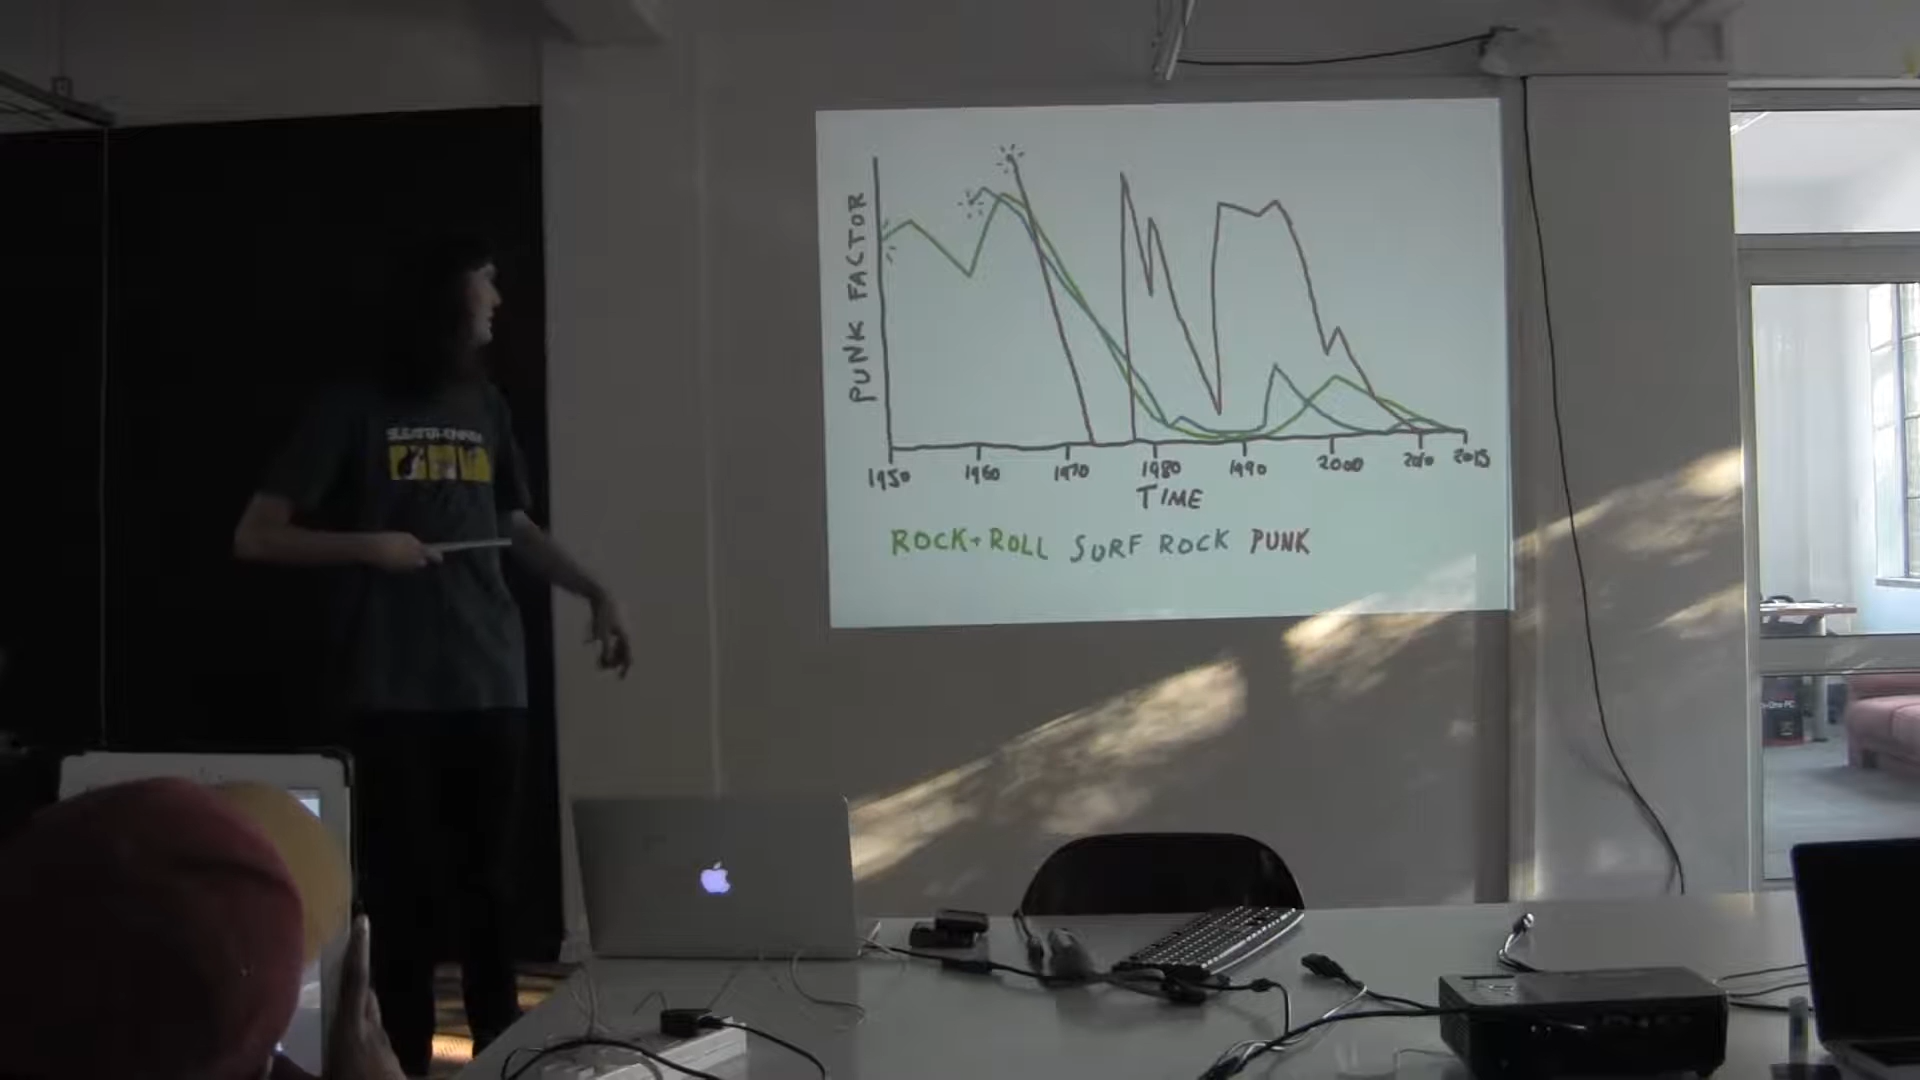 PUNK FACTOR
1950 1960 1970 1980 1990 2000 2010 2015
TIME
ROCK+ROLL SURF ROCK PUNK